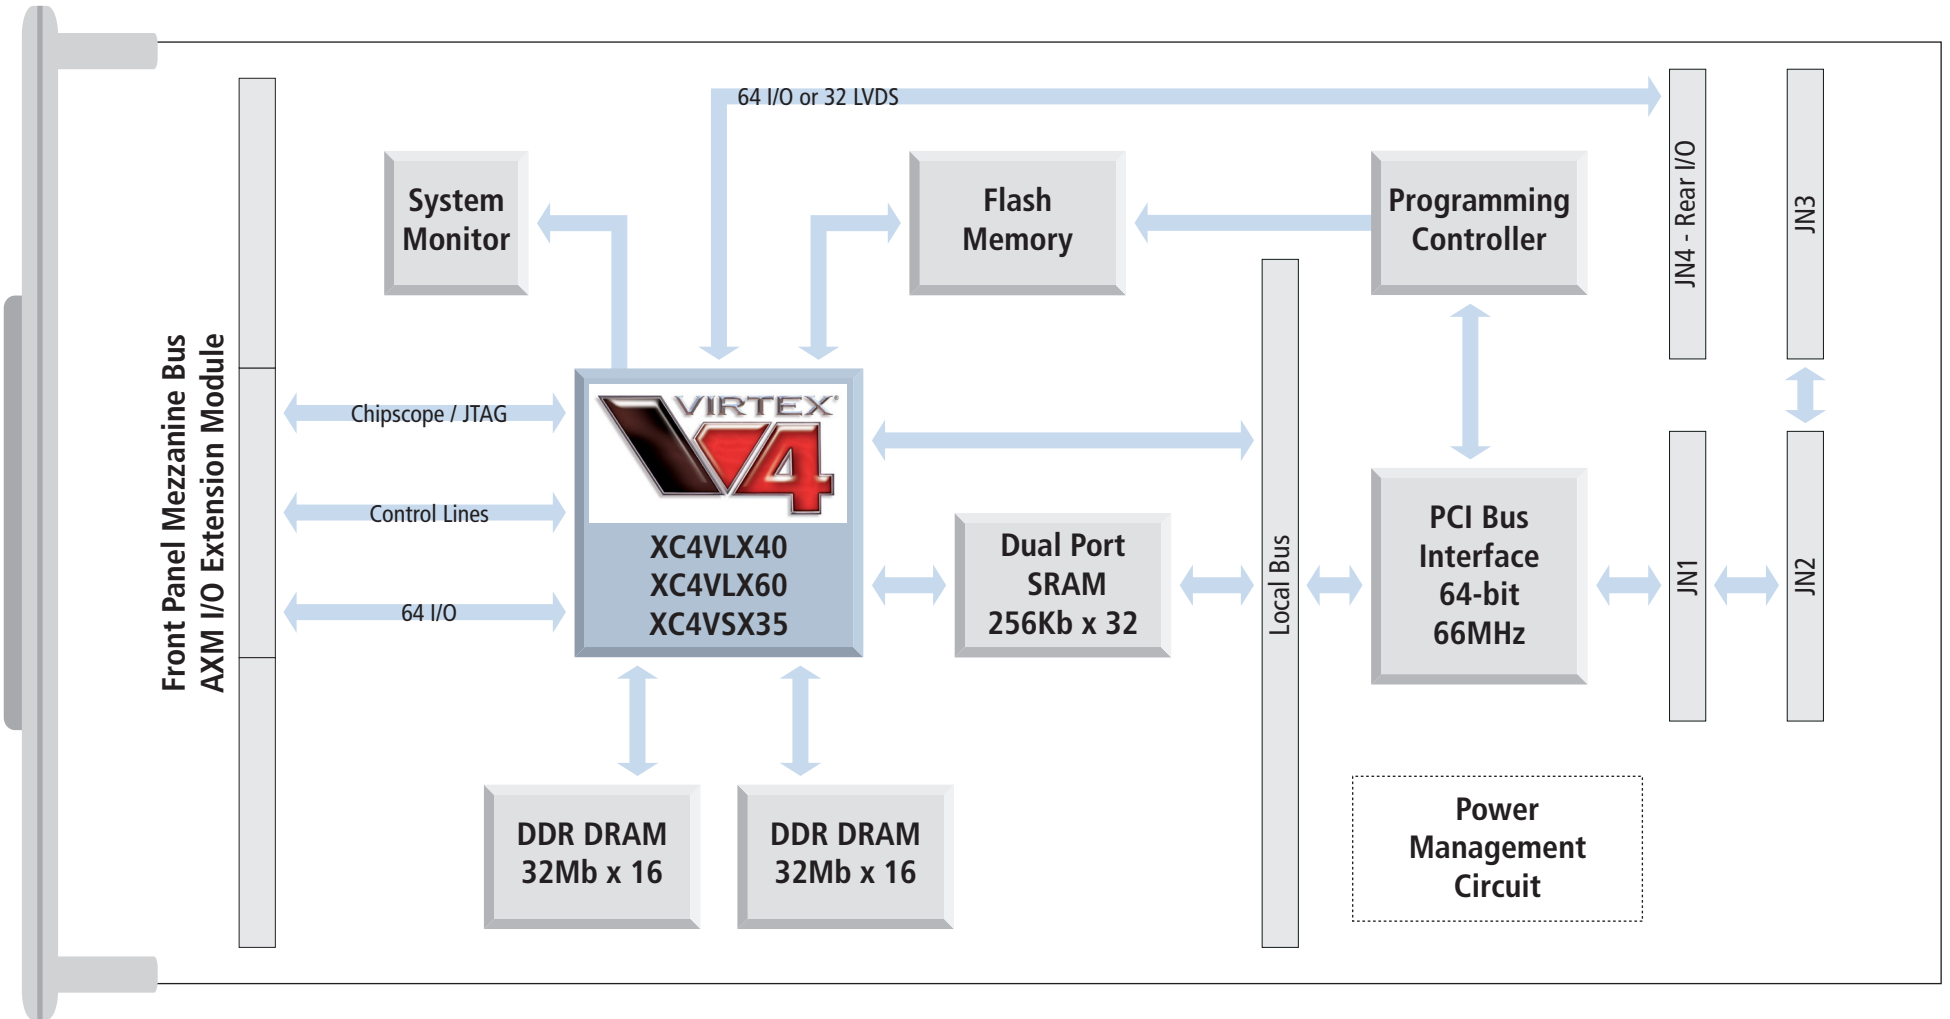 64 I/O or 32 LVDS
System
Monitor
Flash
Memory
Programming
Controller
JN4 - Rear I/O
JN3
Front Panel Mezzanine Bus
AXM I/O Extension Module
Chipscope / JTAG
Control Lines
64 I/O
VIRTEX®
V4
XC4VLX40
XC4VLX60
XC4VSX35
Dual Port
SRAM
256Kb x 32
Local Bus
PCI Bus
Interface
64-bit
66MHz
JN1
JN2
DDR DRAM
32Mb x 16
DDR DRAM
32Mb x 16
Power
Management
Circuit